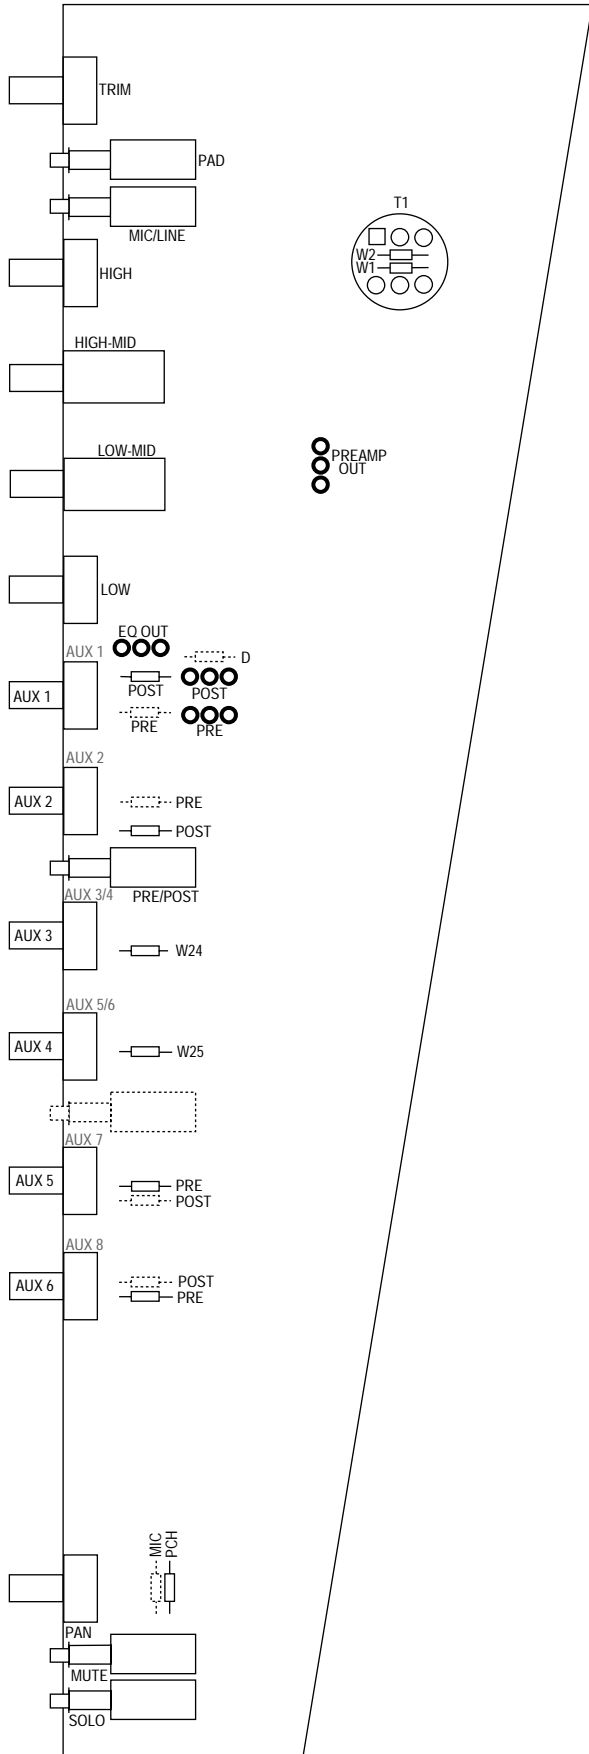 TRIM
PAD
MIC/LINE
T1
W2
W1
HIGH
HIGH-MID
LOW-MID
PREAMP
OUT
LOW
EQ OUT
AUX 1
D
AUX 1
POST
POST
PRE
PRE
AUX 2
AUX 2
PRE
POST
PRE/POST
AUX 3/4
AUX 3
W24
AUX 5/6
AUX 4
W25
AUX 7
AUX 5
PRE
POST
AUX 8
AUX 6
POST
PRE
MIC
PCH
PAN
MUTE
SOLO